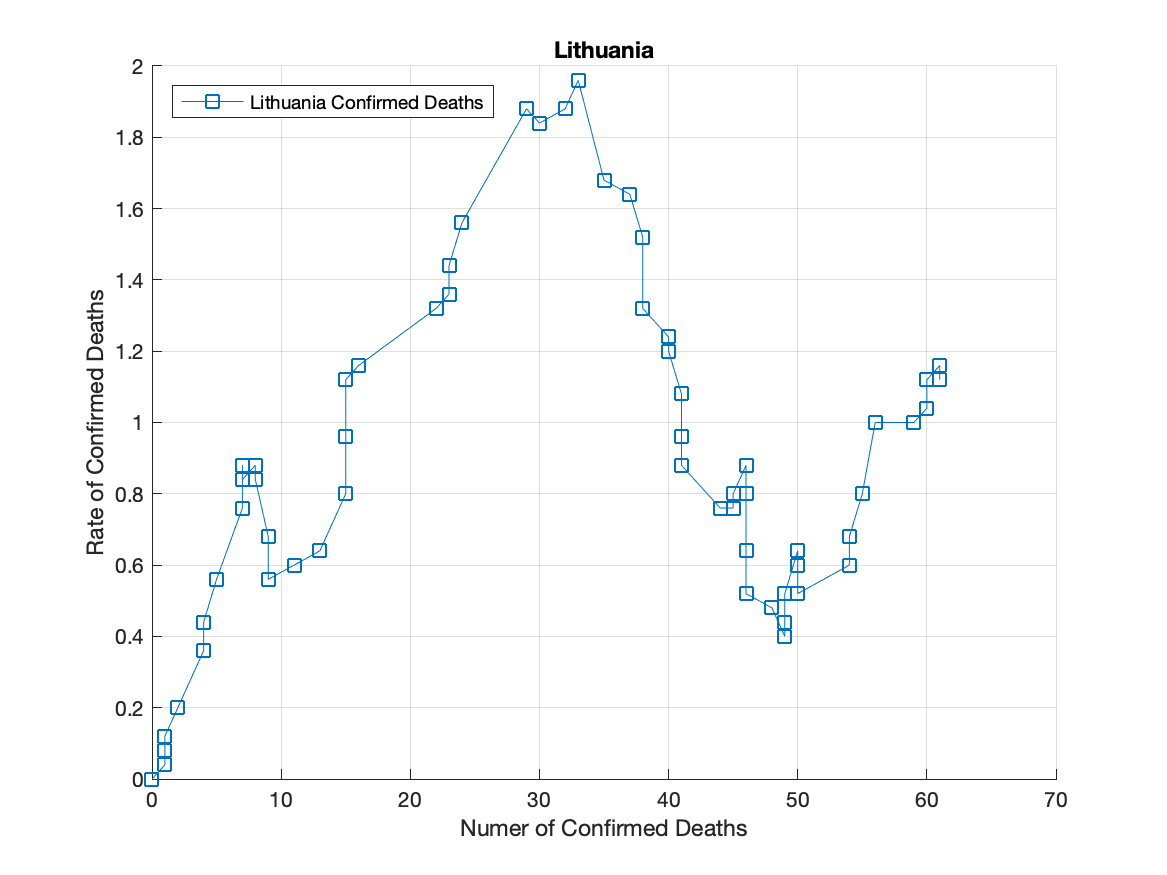 Lithuania
Lithuania Confirmed Deaths
2
1.8
1.6
1.4
1.2
1
0.8
0.6
0.4
0.2
0
Rate of Confirmed Deaths
0 10 20 30 40 50 60 70
Numer of Confirmed Deaths